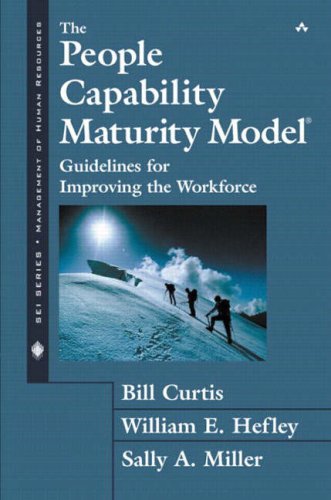 The
People
Capability
Maturity Model®
Guidelines for
Improving the Workforce
SEI SERIES • MANAGEMENT OF HUMAN RESOURCES
Bill Curtis
William E. Hefley
Sally A. Miller